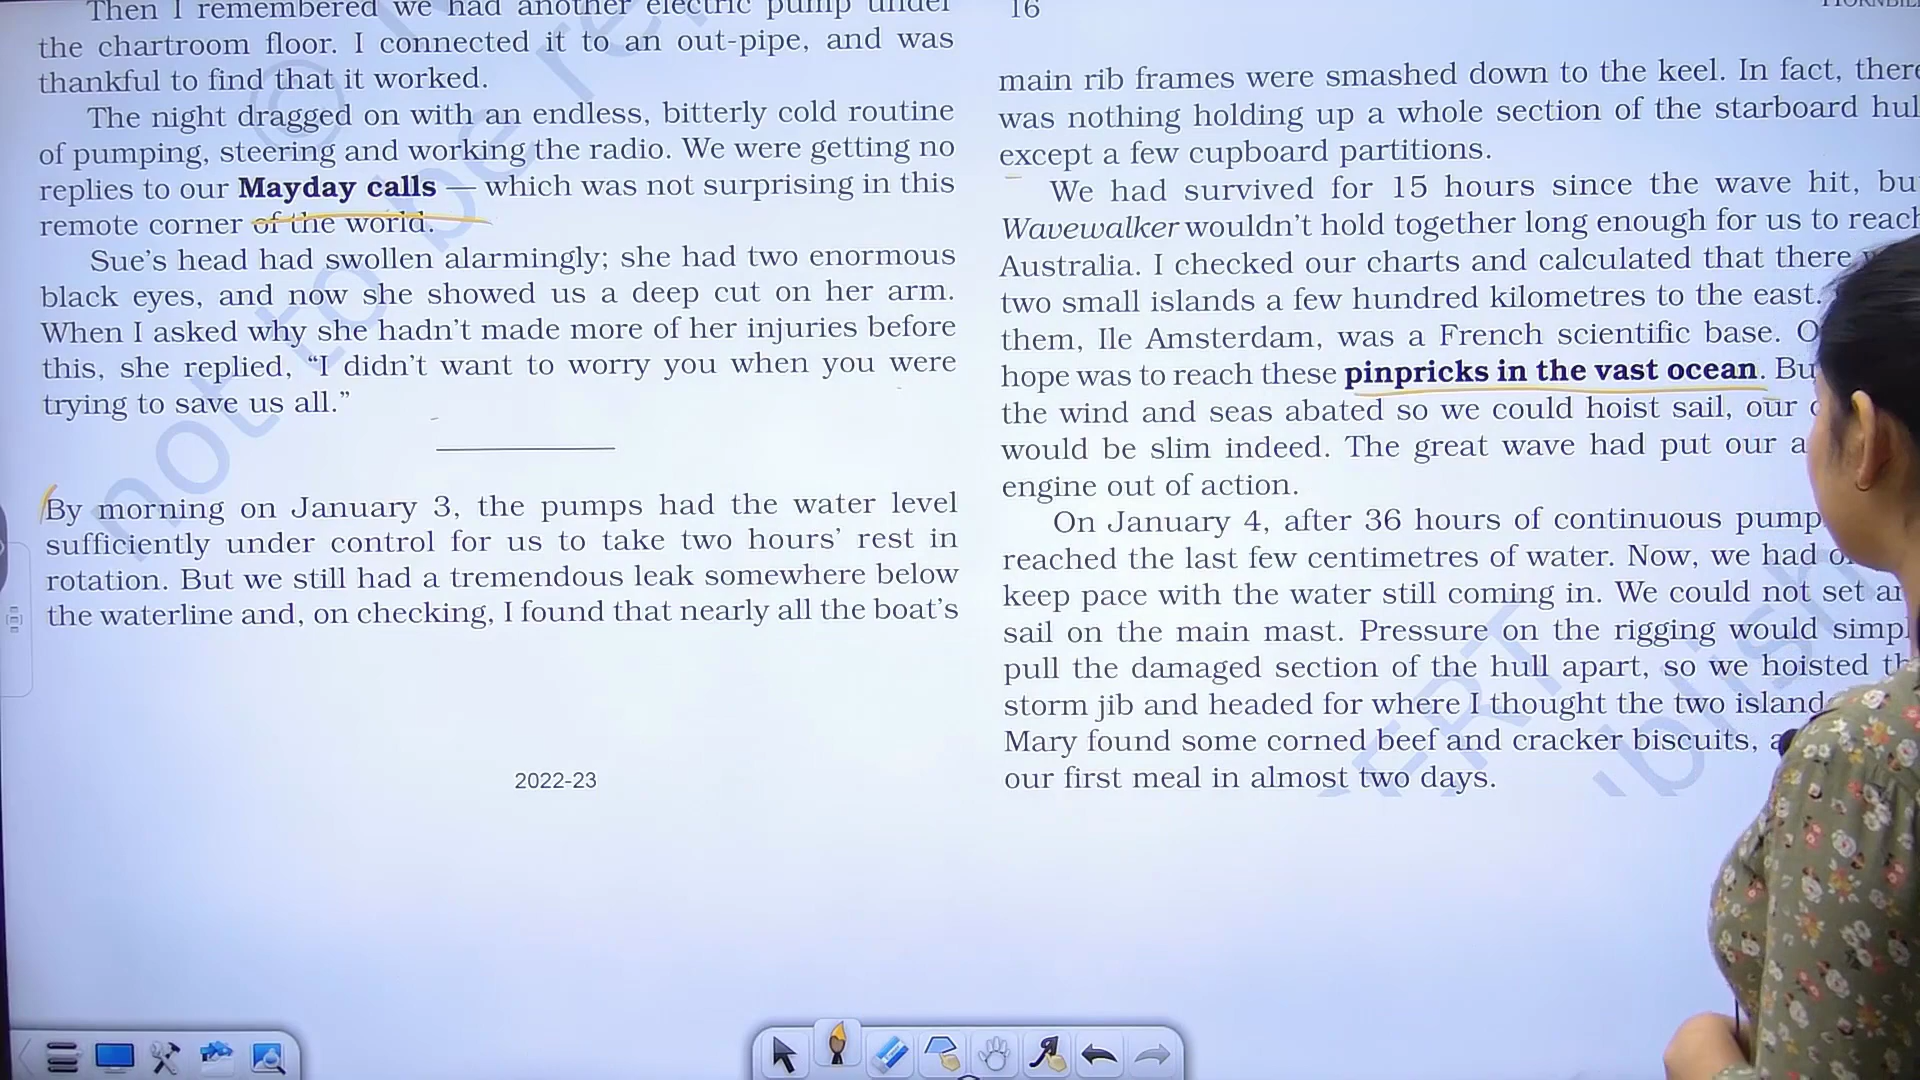 Then I remembered we had another electric pump under
the chartroom floor. I connected it to an out-pipe, and was
thankful to find that it worked.
The night dragged on with an endless, bitterly cold routine
of pumping, steering and working the radio. We were getting no
replies to our Mayday calls — which was not surprising in this
remote corner of the world.
Sue's head had swollen alarmingly; she had two enormous
black eyes, and now she showed us a deep cut on her arm.
When I asked why she hadn't made more of her injuries before
this, she replied, “I didn't want to worry you when you were
trying to save us all.”
By morning on January 3, the pumps had the water level
sufficiently under control for us to take two hours' rest in
rotation. But we still had a tremendous leak somewhere below
the waterline and, on checking, I found that nearly all the boat's
2022-23
16
main rib frames were smashed down to the keel. In fact, there
was nothing holding up a whole section of the starboard hul
except a few cupboard partitions.
We had survived for 15 hours since the wave hit, bu
Wavewalker wouldn't hold together long enough for us to reach
Australia. I checked our charts and calculated that there
two small islands a few hundred kilometres to the east.
them, Ile Amsterdam, was a French scientific base. O
hope was to reach these pinpricks in the vast ocean. Bu
the wind and seas abated so we could hoist sail, our
would be slim indeed. The great wave had put our a
engine out of action.
On January 4, after 36 hours of continuous pump
reached the last few centimetres of water. Now, we had o
keep pace with the water still coming in. We could not set an
sail on the main mast. Pressure on the rigging would simpl
pull the damaged section of the hull apart, so we hoisted th
storm jib and headed for where I thought the two island
Mary found some corned beef and cracker biscuits, a
our first meal in almost two days.
not to be re